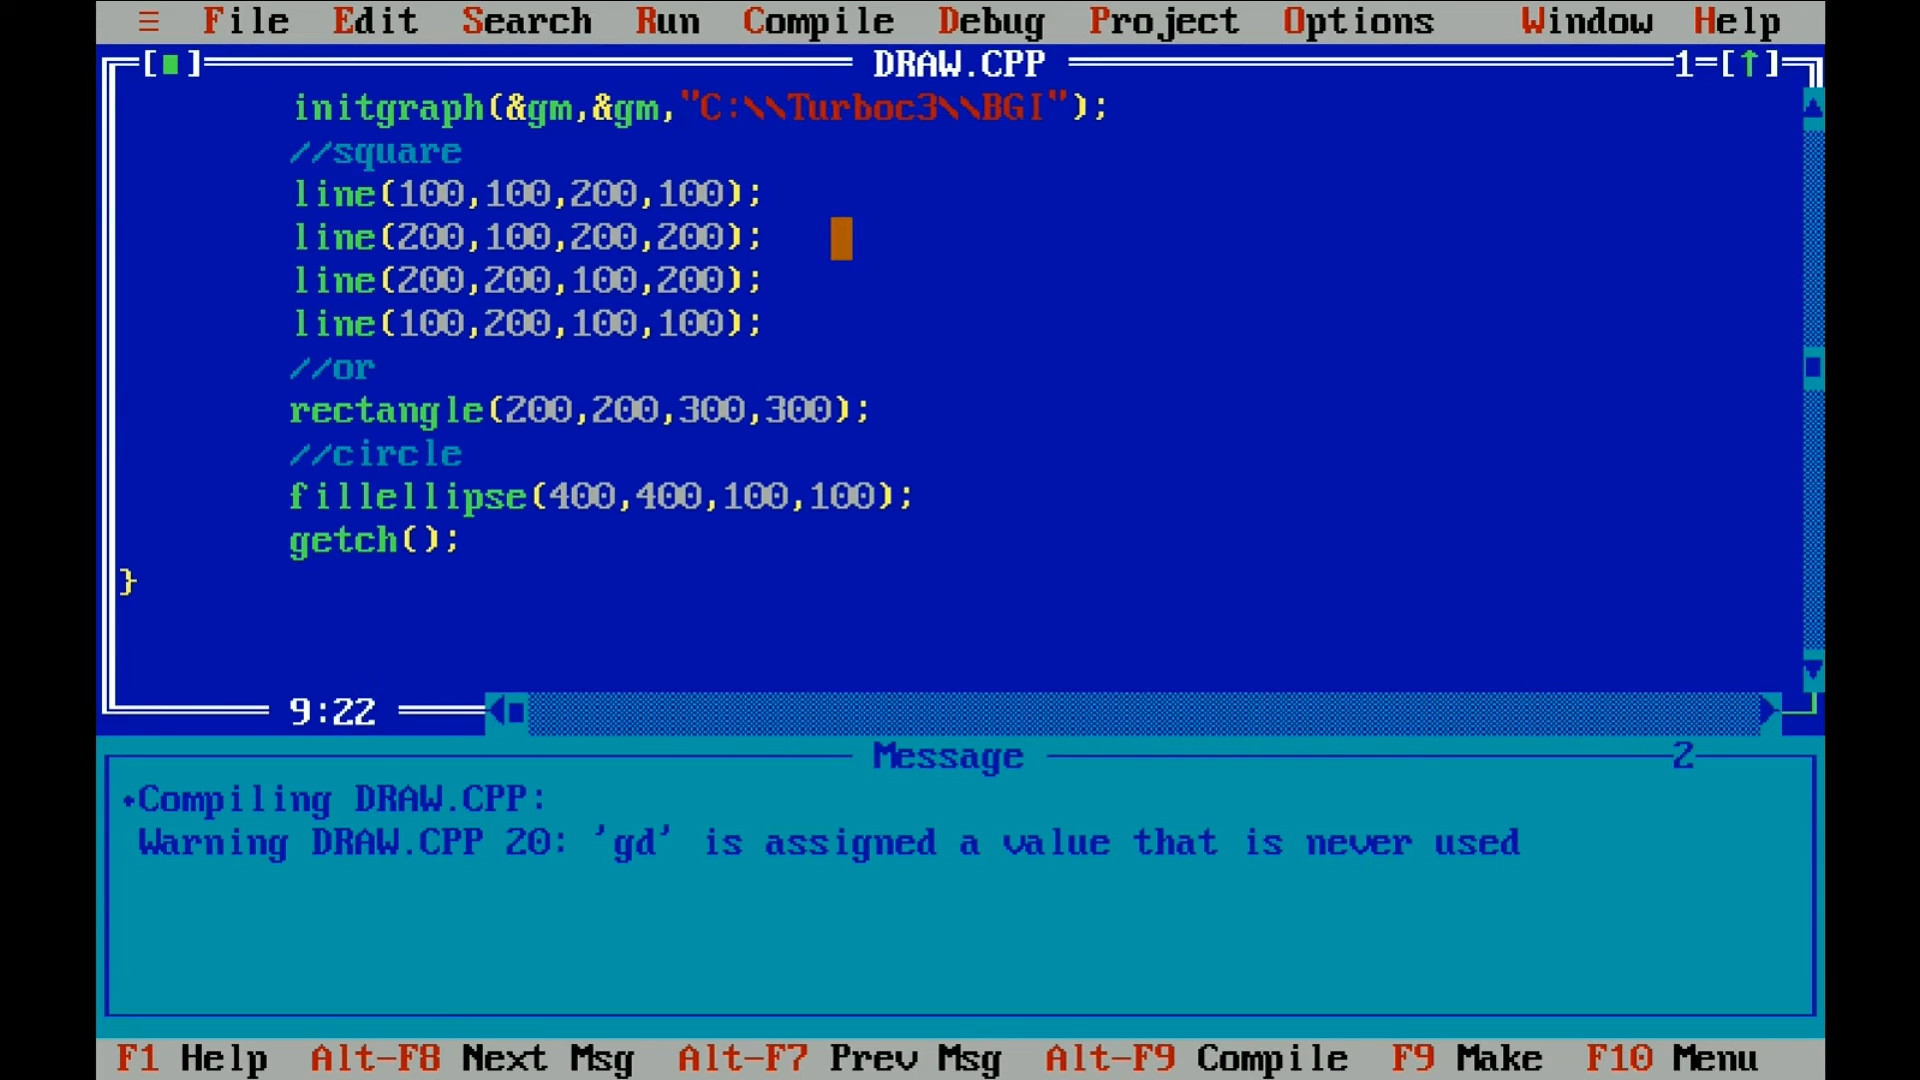 ≡ File Edit Search Run Compile Debug Project Options Window Help
[■] DRAW.CPP 1=[↑]
initgraph(&gm,&gm,"C:\\Turboc3\\BGI");
//square
line(100,100,200,100);
line(200,100,200,200);
line(200,200,100,200);
line(100,200,100,100);
//or
rectangle(200,200,300,300);
//circle
fillellipse(400,400,100,100);
getch();
}
9:22
Message 2
•Compiling DRAW.CPP:
Warning DRAW.CPP 20: 'gd' is assigned a value that is never used
F1 Help Alt-F8 Next Msg Alt-F7 Prev Msg Alt-F9 Compile F9 Make F10 Menu